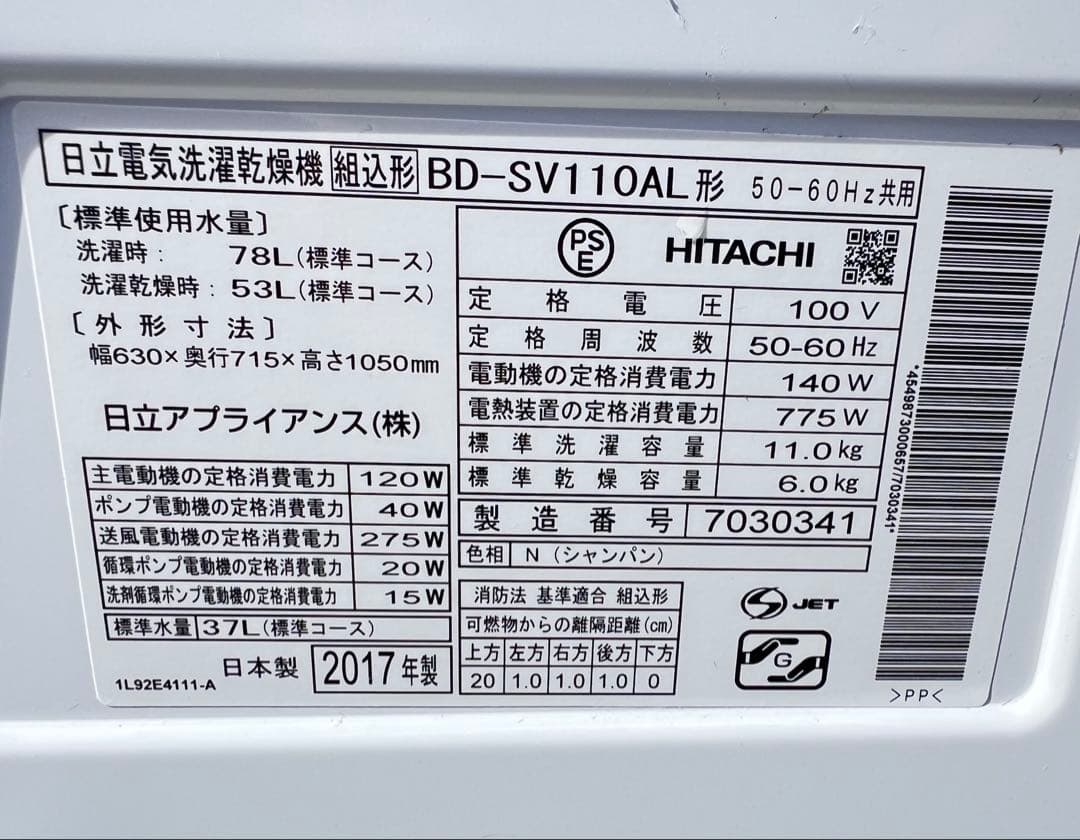 日立電気洗濯乾燥機 組込形 BD-SV110AL形 50-60Hz共用
〔標準使用水量〕
洗濯時： 78L(標準コース)
洗濯乾燥時： 53L(標準コース)
〔外形寸法〕
幅630×奥行715×高さ1050mm
日立アプライアンス(株)
主電動機の定格消費電力 120W
ポンプ電動機の定格消費電力 40W
送風電動機の定格消費電力 275W
循環ポンプ電動機の定格消費電力 20W
洗剤循環ポンプ電動機の定格消費電力 15W
標準水量 37L(標準コース)
1L92E4111-A 日本製 2017年製
PSE HITACHI
定格電圧 100V
定格周波数 50-60Hz
電動機の定格消費電力 140W
電熱装置の定格消費電力 775W
標準洗濯容量 11.0kg
標準乾燥容量 6.0kg
製造番号 7030341
色相 N(シャンパン)
消防法 基準適合 組込形
可燃物からの離隔距離(cm)
上方 左方 右方 後方 下方
20 1.0 1.0 1.0 0
S JET
G
*4549873000657/7030341*
>PP<